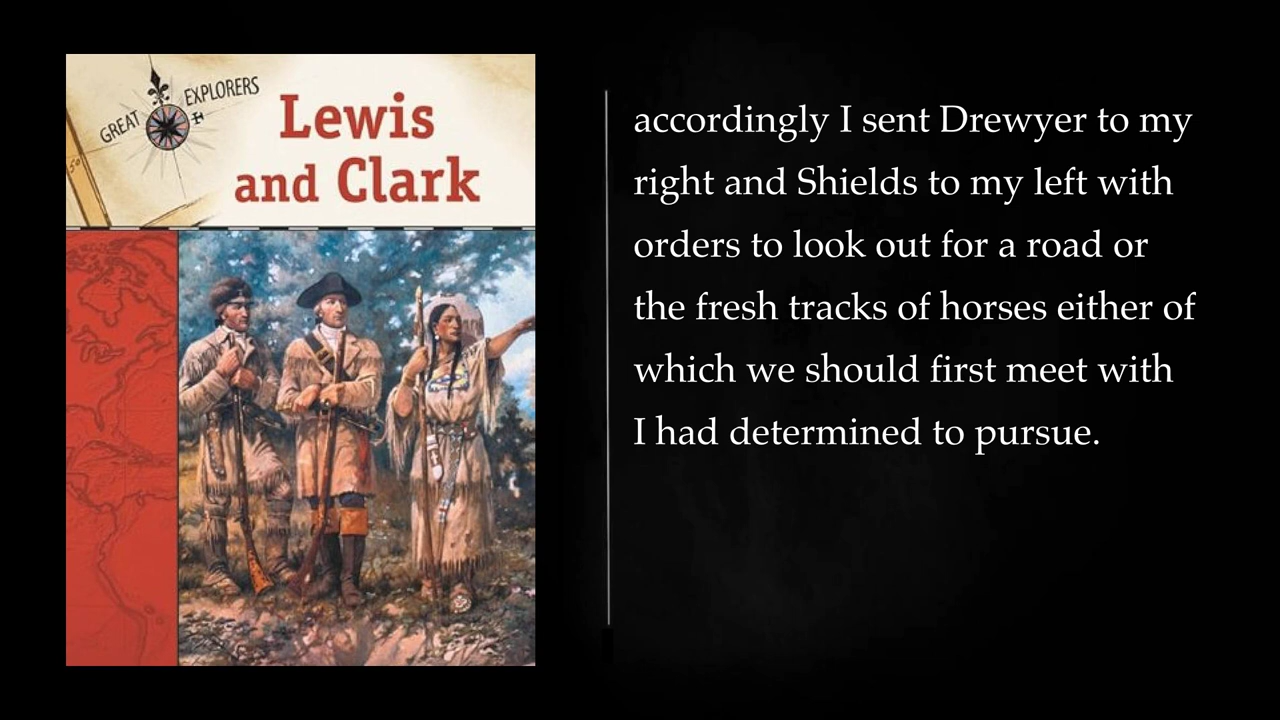 GREAT EXPLORERS
Lewis
and Clark
50
accordingly I sent Drewyer to my
right and Shields to my left with
orders to look out for a road or
the fresh tracks of horses either of
which we should first meet with
I had determined to pursue.